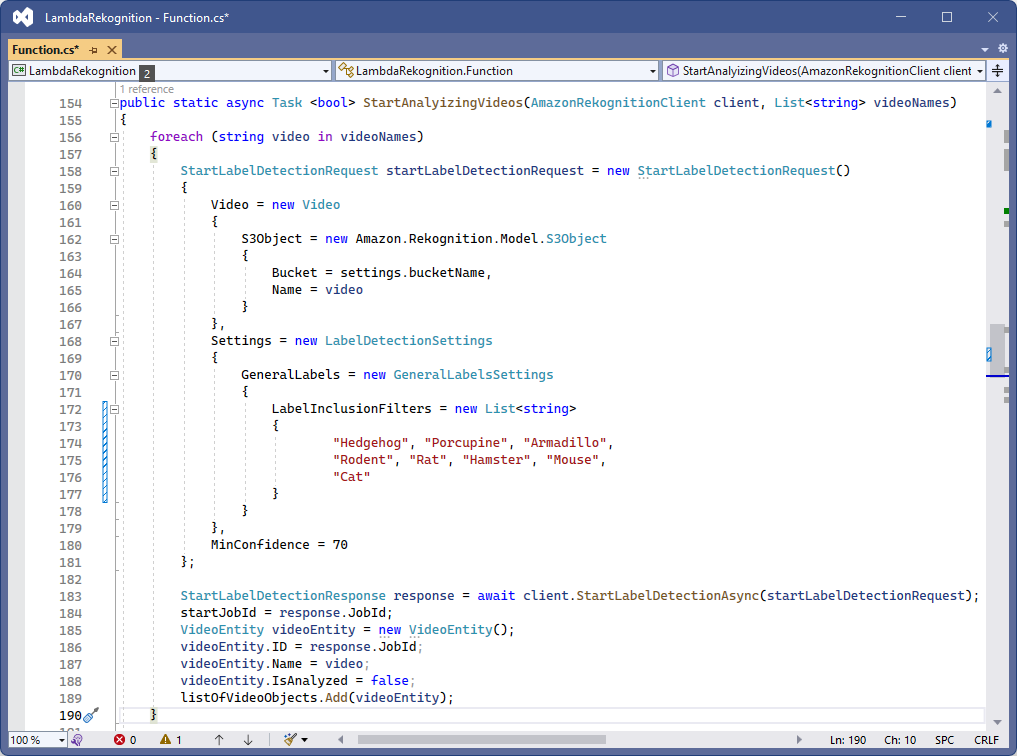 LambdaRekognition - Function.cs*
Function.cs*
LambdaRekognition 2 LambdaRekognition.Function StartAnalyizingVideos(AmazonRekognitionClient client
1 reference
154 public static async Task <bool> StartAnalyizingVideos(AmazonRekognitionClient client, List<string> videoNames)
155 {
156 foreach (string video in videoNames)
157 {
158 StartLabelDetectionRequest startLabelDetectionRequest = new StartLabelDetectionRequest()
159 {
160 Video = new Video
161 {
162 S3Object = new Amazon.Rekognition.Model.S3Object
163 {
164 Bucket = settings.bucketName,
165 Name = video
166 }
167 },
168 Settings = new LabelDetectionSettings
169 {
170 GeneralLabels = new GeneralLabelsSettings
171 {
172 LabelInclusionFilters = new List<string>
173 {
174 "Hedgehog", "Porcupine", "Armadillo",
175 "Rodent", "Rat", "Hamster", "Mouse",
176 "Cat"
177 }
178 }
179 },
180 MinConfidence = 70
181 };
182
183 StartLabelDetectionResponse response = await client.StartLabelDetectionAsync(startLabelDetectionRequest);
184 startJobId = response.JobId;
185 VideoEntity videoEntity = new VideoEntity();
186 videoEntity.ID = response.JobId;
187 videoEntity.Name = video;
188 videoEntity.IsAnalyzed = false;
189 listOfVideoObjects.Add(videoEntity);
190 }
100 % 0 1 Ln: 190 Ch: 10 SPC CRLF